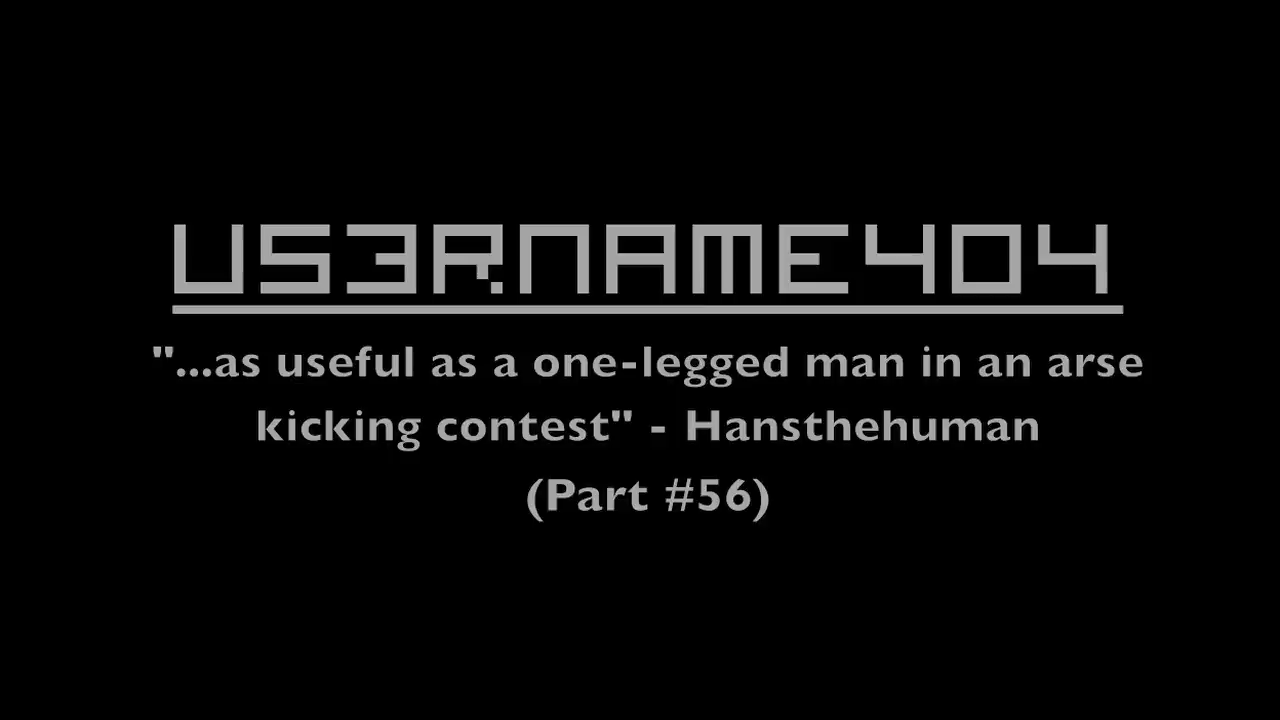 US3RNAME404
"...as useful as a one-legged man in an arse
kicking contest" - Hansthehuman
(Part #56)